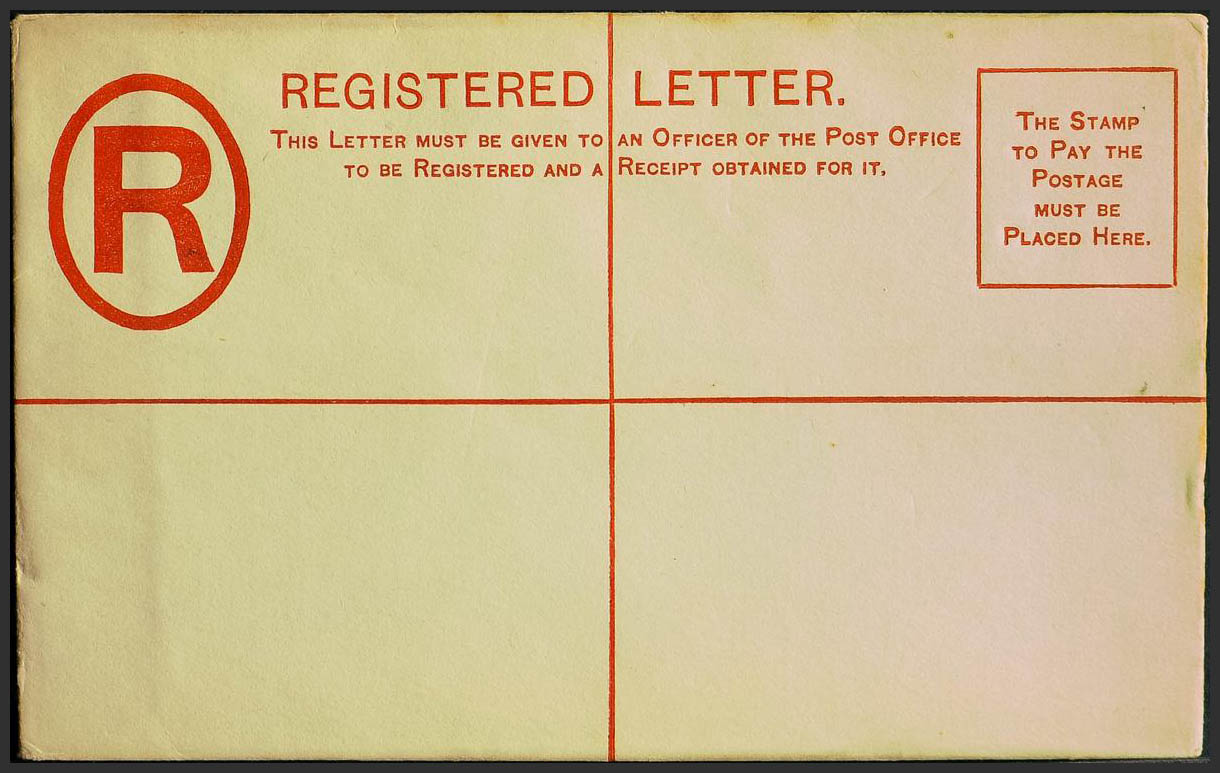 R
REGISTERED LETTER.
THIS LETTER MUST BE GIVEN TO AN OFFICER OF THE POST OFFICE
TO BE REGISTERED AND A RECEIPT OBTAINED FOR IT,
THE STAMP
TO PAY THE
POSTAGE
MUST BE
PLACED HERE.